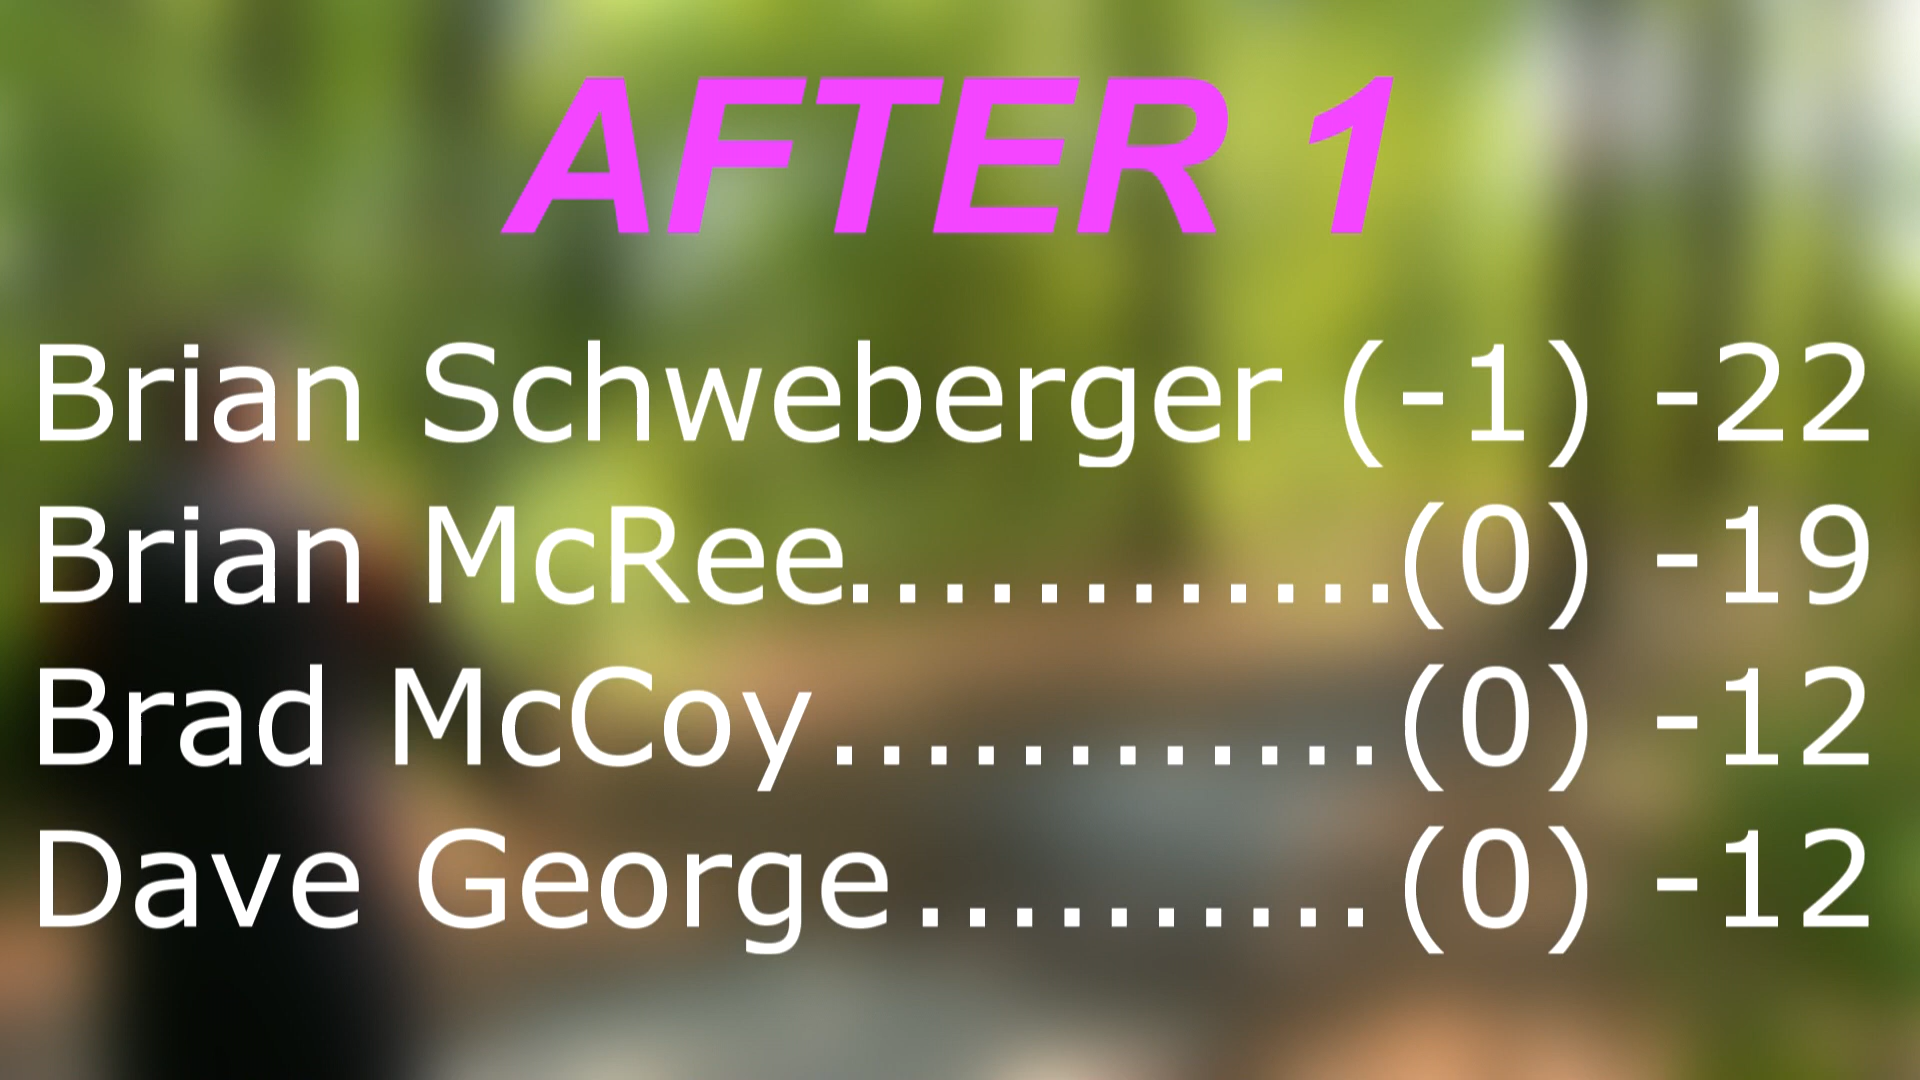 AFTER 1
Brian Schweberger (-1) -22
Brian McRee............(0) -19
Brad McCoy............(0) -12
Dave George..........(0) -12